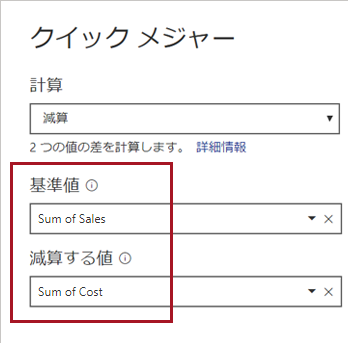 クイック メジャー
計算
減算
2 つの値の差を計算します。 詳細情報
基準値
Sum of Sales
減算する値
Sum of Cost